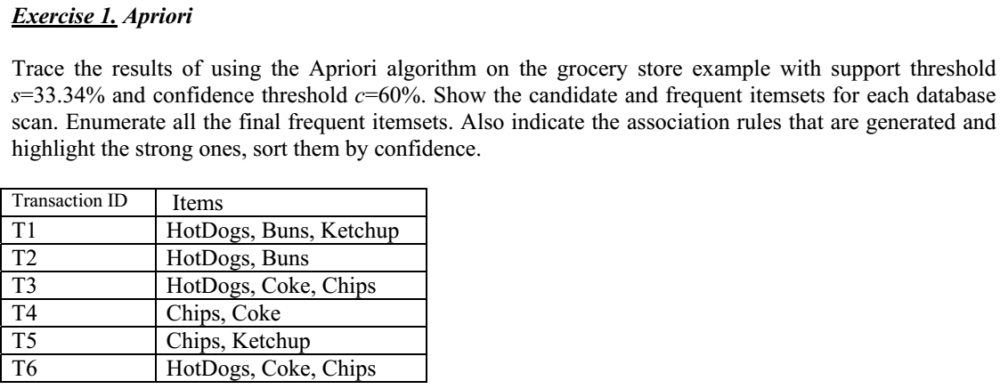 Exercise 1. Apriori
Trace the results of using the Apriori algorithm on the grocery store example with support threshold
s=33.34% and confidence threshold c=60%. Show the candidate and frequent itemsets for each database
scan. Enumerate all the final frequent itemsets. Also indicate the association rules that are generated and
highlight the strong ones, sort them by confidence.
Transaction ID Items
T1 HotDogs, Buns, Ketchup
T2 HotDogs, Buns
T3 HotDogs, Coke, Chips
T4 Chips, Coke
T5 Chips, Ketchup
T6 HotDogs, Coke, Chips